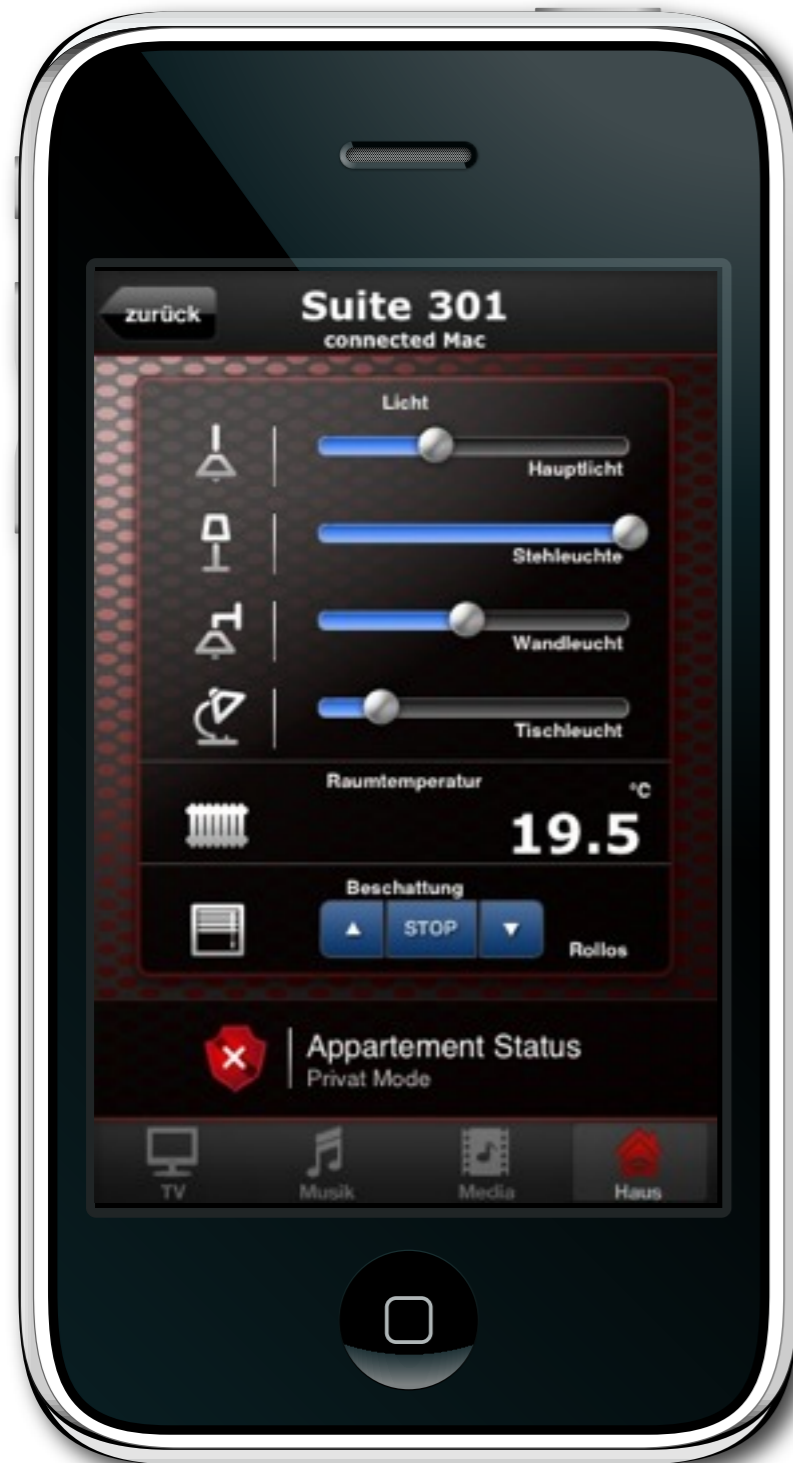 zurück
Suite 301
connected Mac
Licht
Hauptlicht
Stehleuchte
Wandleucht
Tischleucht
Raumtemperatur
°C
19.5
Beschattung
▲ STOP ▼
Rollos
Appartement Status
Privat Mode
TV Musik Media Haus